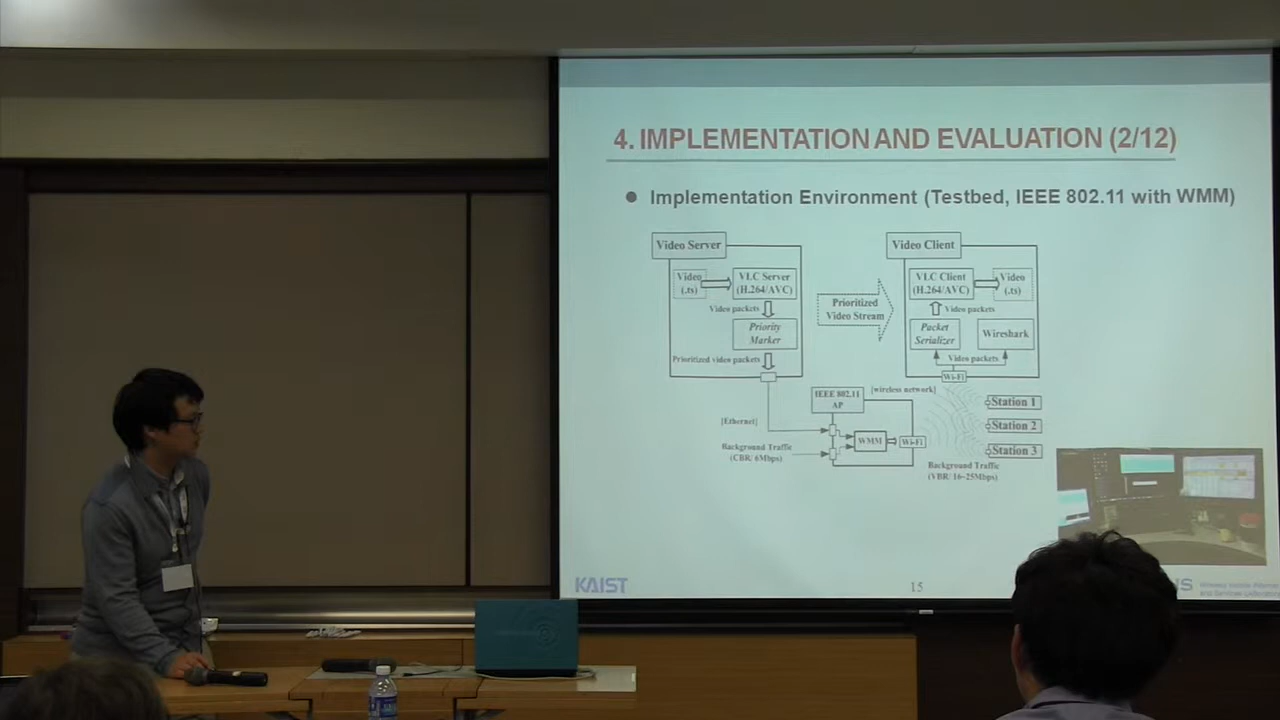 4. IMPLEMENTATION AND EVALUATION (2/12)
● Implementation Environment (Testbed, IEEE 802.11 with WMM)
Video Server
Video
(.ts)
VLC Server
(H.264/AVC)
Video packets
Priority
Marker
Prioritized video packets
Prioritized
Video Stream
Video Client
VLC Client
(H.264/AVC)
Video
(.ts)
Video packets
Packet
Serializer
Wireshark
Video packets
Wi-Fi
[wireless network]
IEEE 802.11
AP
[Ethernet]
Background Traffic
(CBR/ 6Mbps)
WMM
Wi-Fi
Station 1
Station 2
Station 3
Background Traffic
(VBR/ 16~25Mbps)
KAIST
15